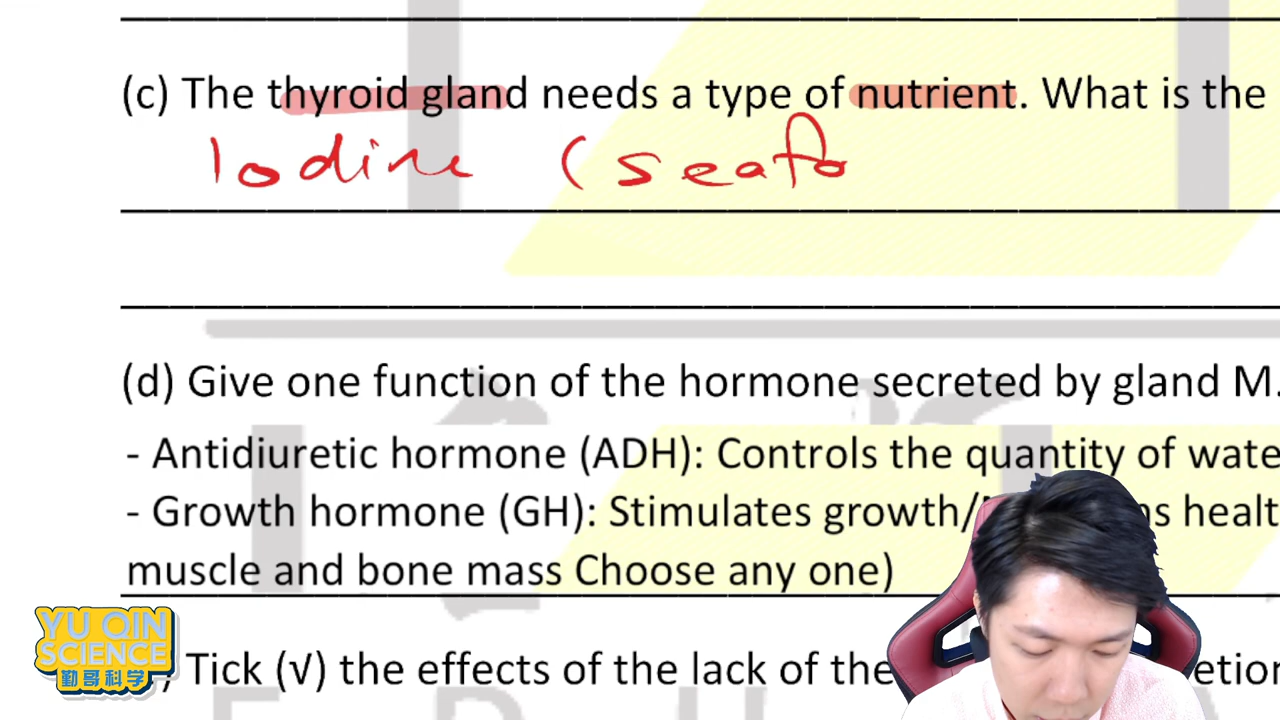 (c) The thyroid gland needs a type of nutrient. What is the
Iodine (seafo
(d) Give one function of the hormone secreted by gland M.
- Antidiuretic hormone (ADH): Controls the quantity of wate
- Growth hormone (GH): Stimulates growth/
muscle and bone mass Choose any one)
Tick (√) the effects of the lack of the
YU QIN
SCIENCE
勤哥科学